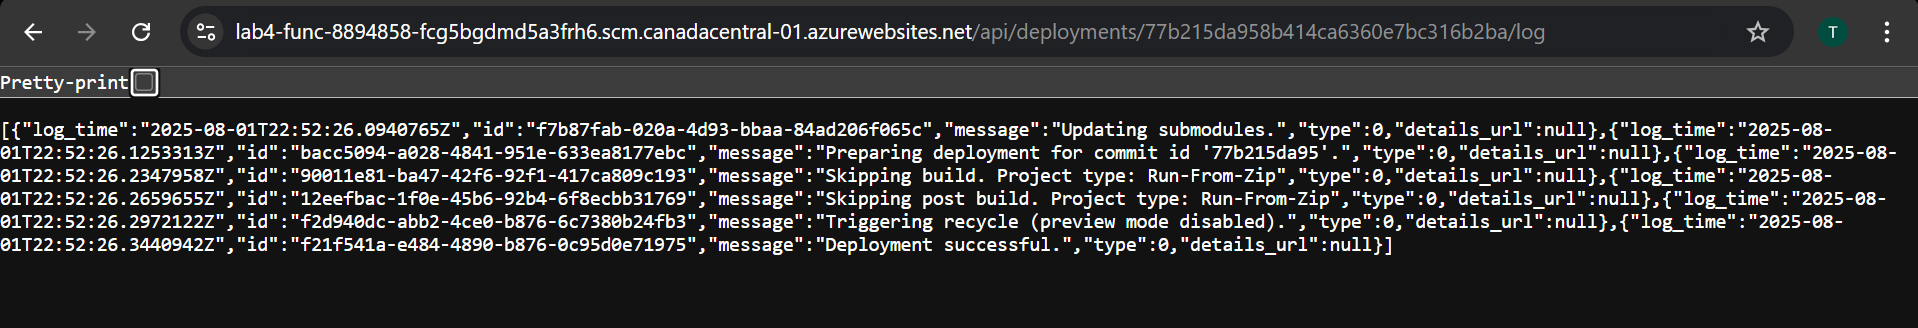 lab4-func-8894858-fcg5bgdmd5a3frh6.scm.canadacentral-01.azurewebsites.net/api/deployments/77b215da958b414ca6360e7bc316b2ba/log
T
Pretty-print
[{"log_time":"2025-08-01T22:52:26.0940765Z","id":"f7b87fab-020a-4d93-bbaa-84ad206f065c","message":"Updating submodules.","type":0,"details_url":null},{"log_time":"2025-08-
01T22:52:26.1253313Z","id":"bacc5094-a028-4841-951e-633ea8177ebc","message":"Preparing deployment for commit id '77b215da95'.","type":0,"details_url":null},{"log_time":"2025-08-
01T22:52:26.2347958Z","id":"90011e81-ba47-42f6-92f1-417ca809c193","message":"Skipping build. Project type: Run-From-Zip","type":0,"details_url":null},{"log_time":"2025-08-
01T22:52:26.2659655Z","id":"12eefbac-1f0e-45b6-92b4-6f8ecbb31769","message":"Skipping post build. Project type: Run-From-Zip","type":0,"details_url":null},{"log_time":"2025-08-
01T22:52:26.2972122Z","id":"f2d940dc-abb2-4ce0-b876-6c7380b24fb3","message":"Triggering recycle (preview mode disabled).","type":0,"details_url":null},{"log_time":"2025-08-
01T22:52:26.3440942Z","id":"f21f541a-e484-4890-b876-0c95d0e71975","message":"Deployment successful.","type":0,"details_url":null}]